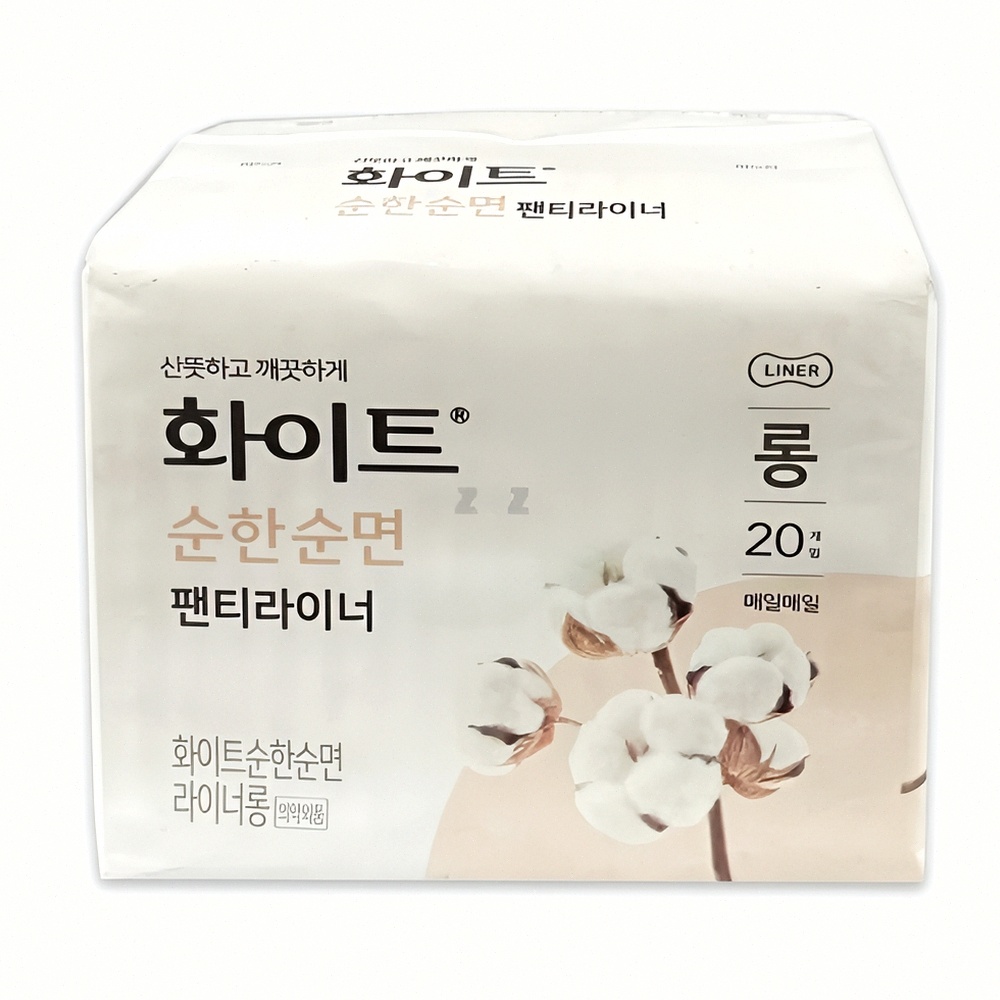 화이트
순한순면 팬티라이너
산뜻하고 깨끗하게
화이트®
순한순면
팬티라이너
화이트순한순면
라이너롱 의약외품
LINER
롱
20개입
매일매일
z z